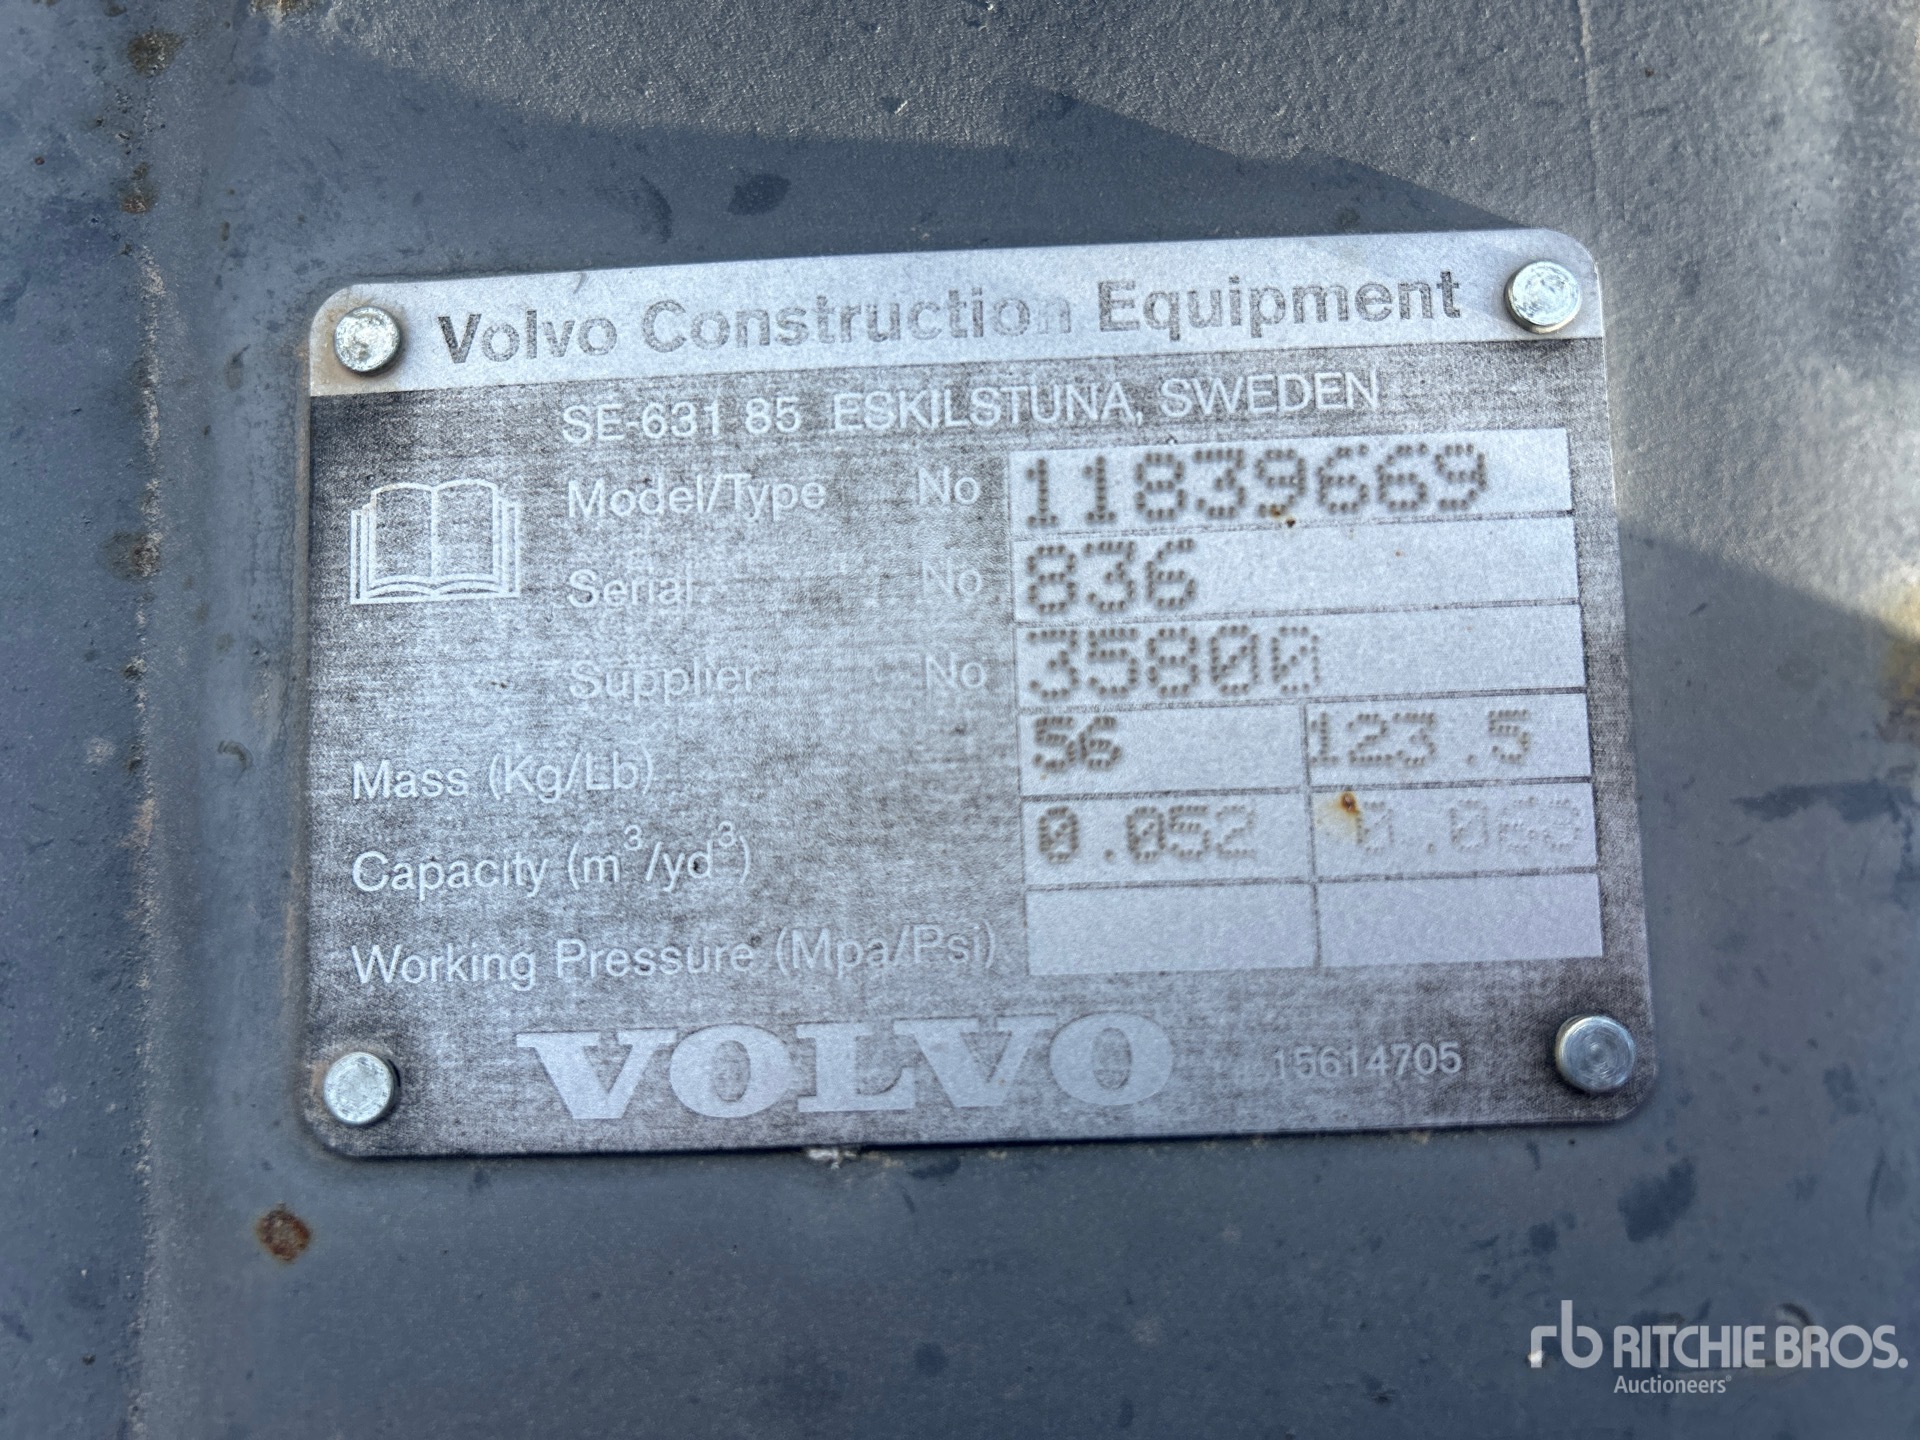 Volvo Construction Equipment
SE-631 85 ESKILSTUNA, SWEDEN
Model/Type No 11839669
Serial No 836
Supplier No 35800
Mass (Kg/Lb) 56 123.5
Capacity (m³/yd³) 0.052
Working Pressure (Mpa/Psi)
VOLVO 15614705
rb RITCHIE BROS.
Auctioneers